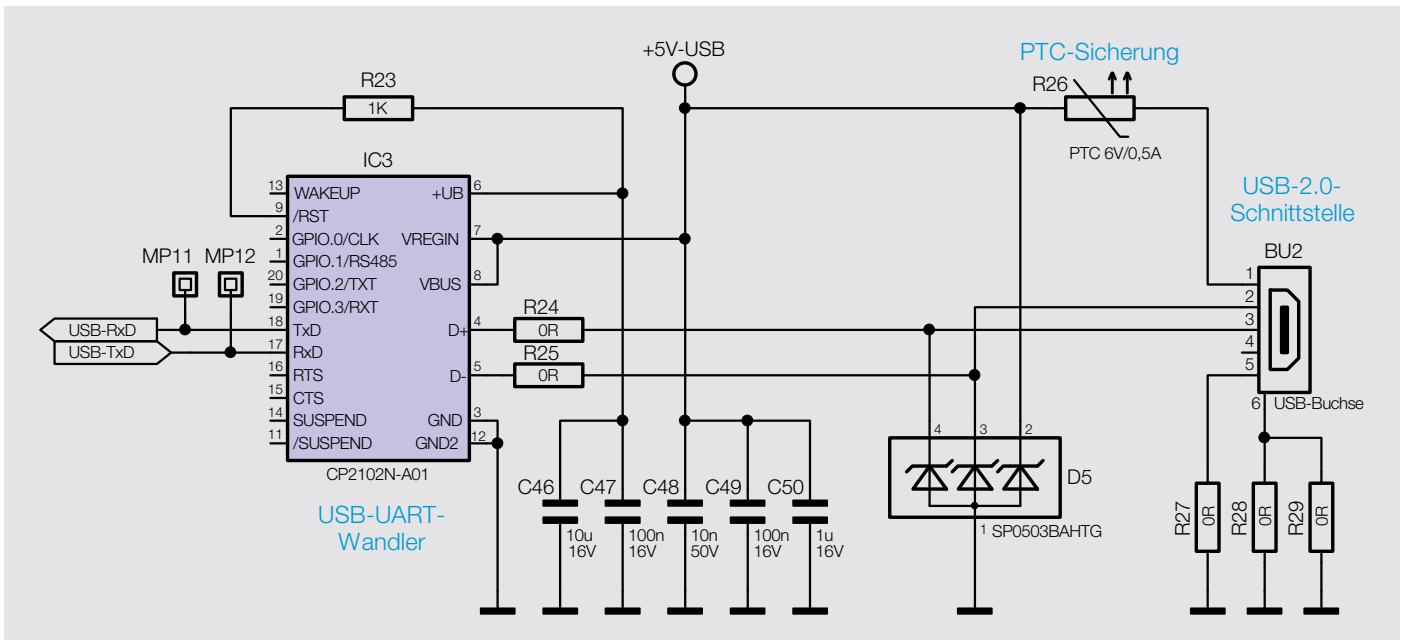 +5V-USB
PTC-Sicherung
R26
PTC 6V/0,5A
R23
1K
IC3
13 WAKEUP +UB 6
9 /RST
2 GPIO.0/CLK VREGIN 7
1 GPIO.1/RS485
20 GPIO.2/TXT VBUS 8
19 GPIO.3/RXT
18 TxD D+ 4
17 RxD
16 RTS D- 5
15 CTS
14 SUSPEND GND 3
11 /SUSPEND GND2 12
CP2102N-A01
USB-UART-
Wandler
MP11 MP12
USB-RxD
USB-TxD
R24
0R
R25
0R
USB-2.0-
Schnittstelle
BU2
1
2
3
4
5
6 USB-Buchse
C46 C47 C48 C49 C50
10u 100n 10n 100n 1u
16V 16V 50V 16V 16V
4 3 2
D5
1 SP0503BAHTG
R27 0R
R28 0R
R29 0R